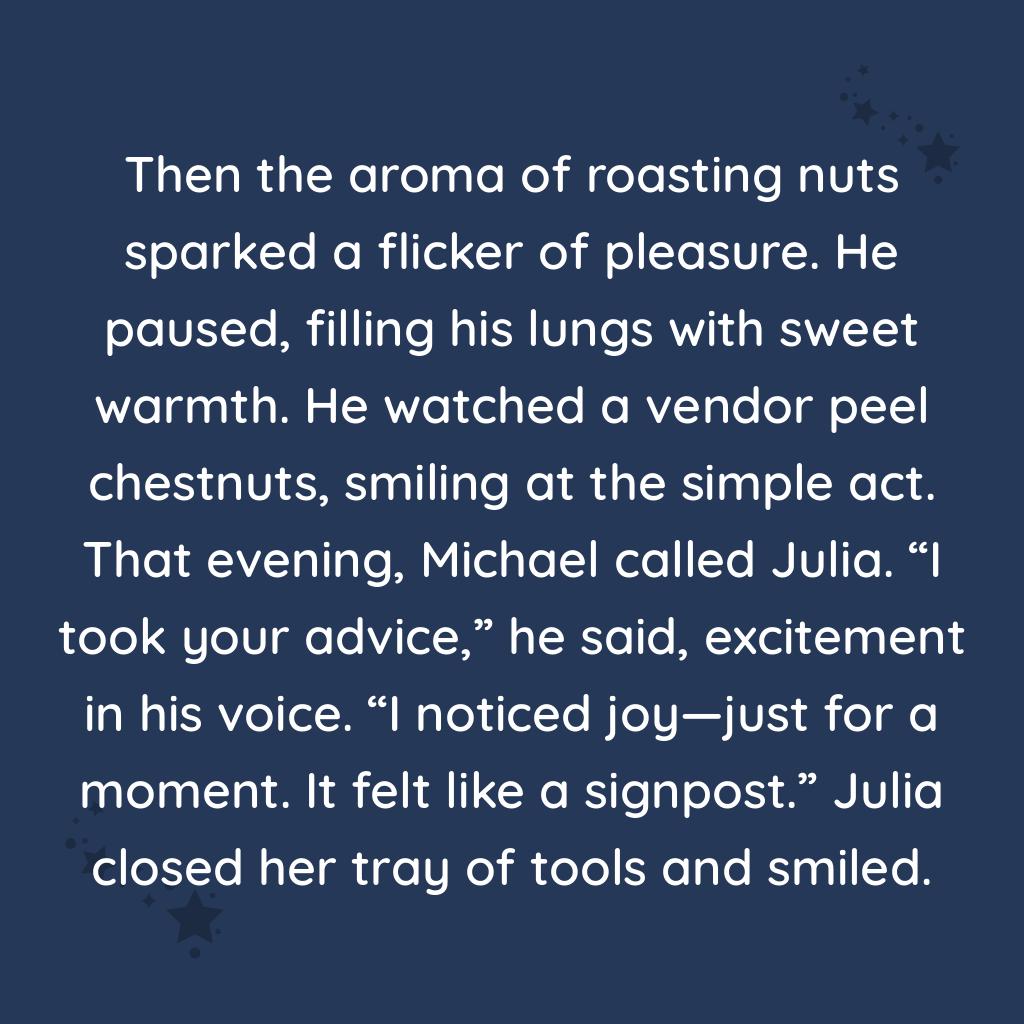 Then the aroma of roasting nuts
sparked a flicker of pleasure. He
paused, filling his lungs with sweet
warmth. He watched a vendor peel
chestnuts, smiling at the simple act.
That evening, Michael called Julia. “I
took your advice,” he said, excitement
in his voice. “I noticed joy—just for a
moment. It felt like a signpost.” Julia
closed her tray of tools and smiled.